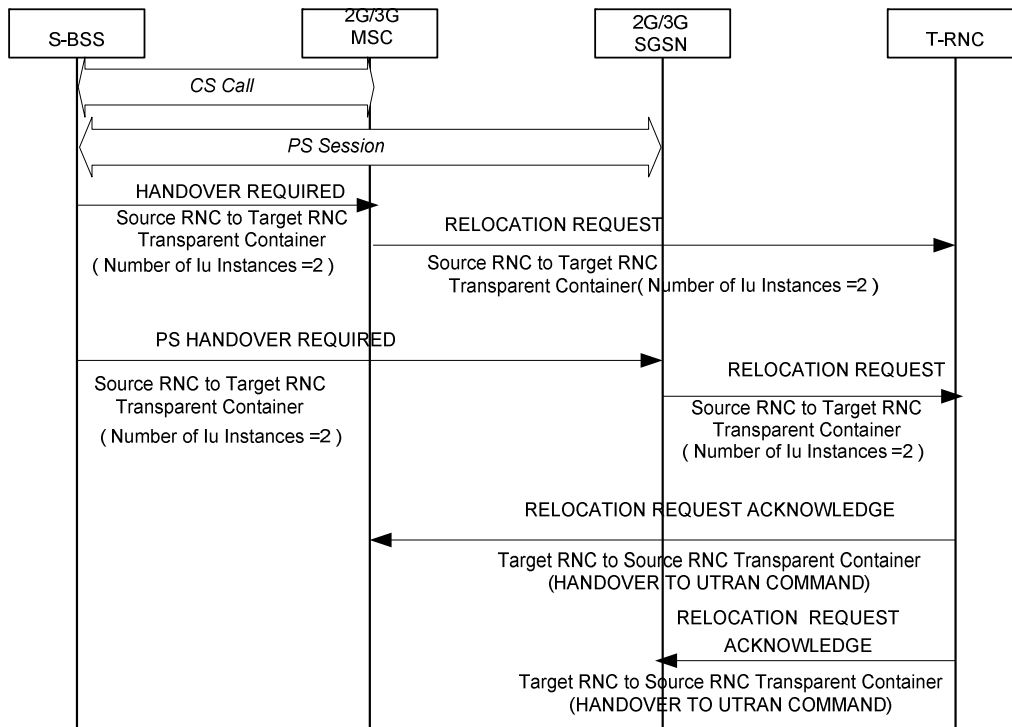 S-BSS
2G/3G
MSC
2G/3G
SGSN
T-RNC
CS Call
PS Session
HANDOVER REQUIRED
Source RNC to Target RNC
Transparent Container
( Number of Iu Instances =2 )
RELOCATION REQUEST
Source RNC to Target RNC
Transparent Container( Number of Iu Instances =2 )
PS HANDOVER REQUIRED
Source RNC to Target RNC
Transparent Container
( Number of Iu Instances =2 )
RELOCATION REQUEST
Source RNC to Target RNC
Transparent Container
( Number of Iu Instances =2 )
RELOCATION REQUEST ACKNOWLEDGE
Target RNC to Source RNC Transparent Container
(HANDOVER TO UTRAN COMMAND)
RELOCATION REQUEST
ACKNOWLEDGE
Target RNC to Source RNC Transparent Container
(HANDOVER TO UTRAN COMMAND)